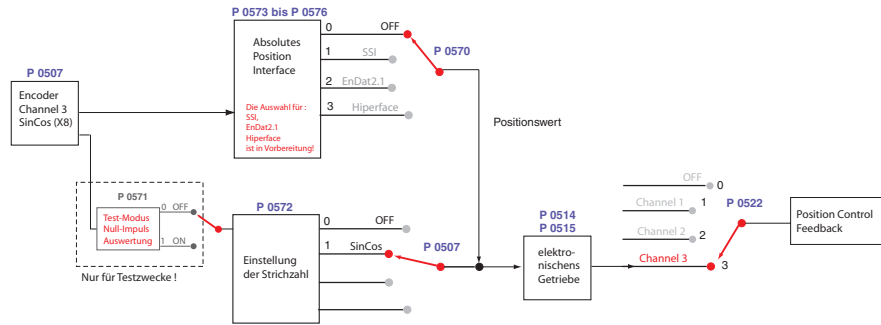 P 0573 bis P 0576
P 0507
Encoder
Channel 3
SinCos (X8)
Absolutes
Position
Interface
Die Auswahl für :
SSI,
EnDat2.1
Hiperface
ist in Vorbereitung!
0 OFF
1 SSI
2 EnDat2.1
3 Hiperface
P 0570
Positionswert
P 0571
Test-Modus
Null-Impuls
Auswertung
0 OFF
1 ON
Nur für Testzwecke !
P 0572
Einstellung
der Strichzahl
0 OFF
1 SinCos
P 0507
P 0514
P 0515
elektro-
nischens
Getriebe
OFF 0
Channel 1 1
Channel 2 2
Channel 3 3
P 0522
Position Control
Feedback